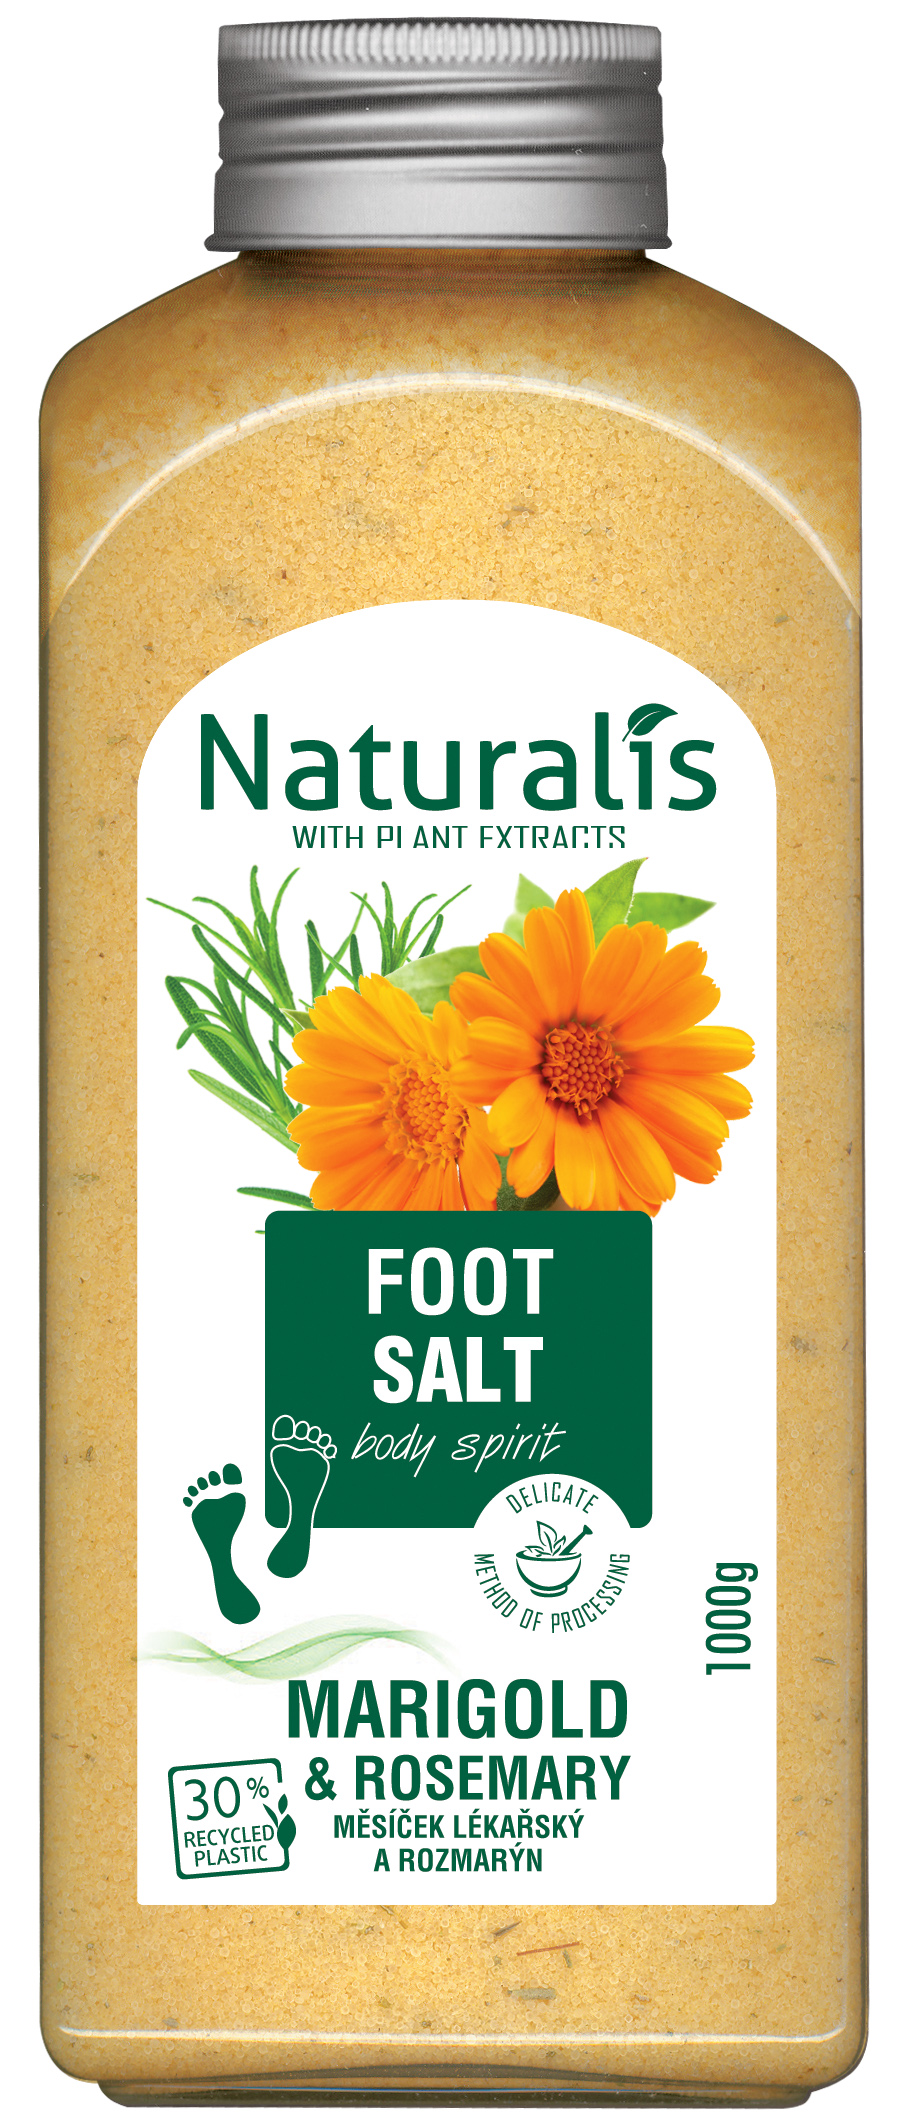 Naturalis
WITH PLANT EXTRACTS
FOOT
SALT
body spirit
DELICATE
METHOD OF PROCESSING
1000g
MARIGOLD
& ROSEMARY
MĚSÍČEK LÉKAŘSKÝ
A ROZMARÝN
30%
RECYCLED
PLASTIC